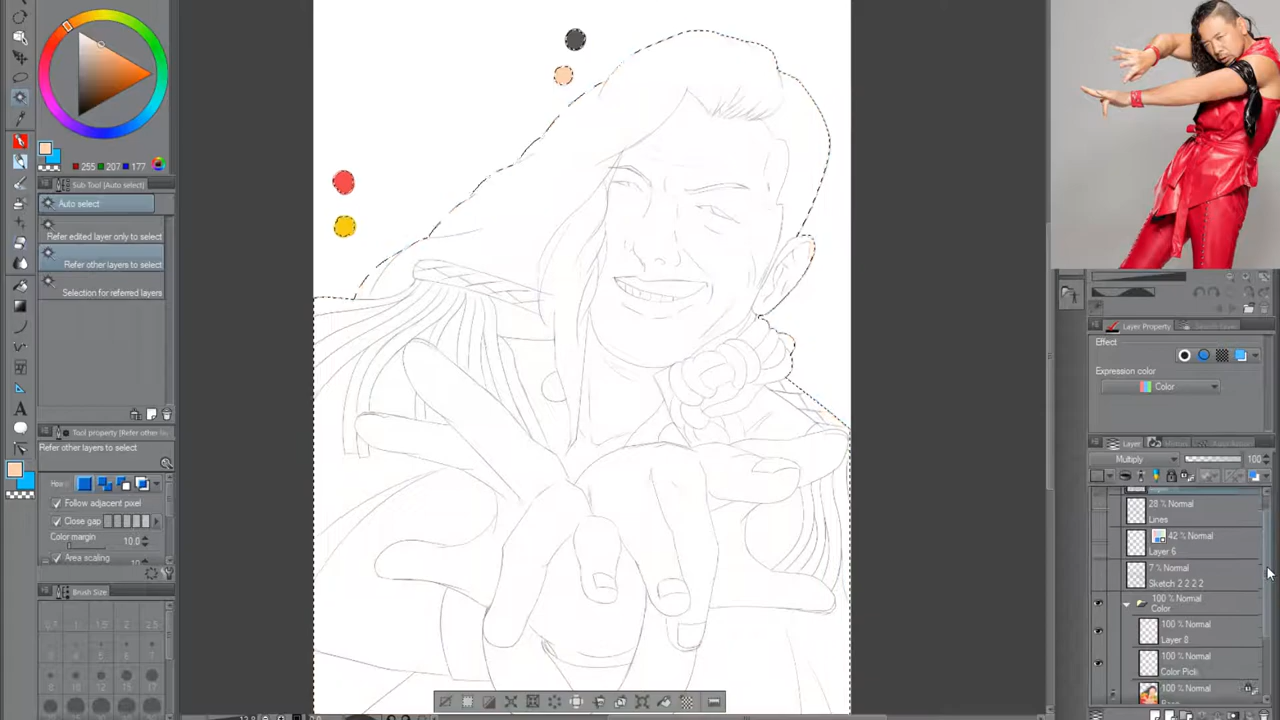 255 207 177
Sub Tool [Auto select]
Auto select
Refer edited layer only to select
Refer other layers to select
Selection for referred layers
Tool property [Refer other
Refer other layers to select
Follow adjacent pixel
Close gap
Color margin 10.0
Area scaling
Brush Size
Layer Property
Effect
Expression color
Color
Layer
Multiply 100
28 % Normal
Lines
42 % Normal
Layer 6
7 % Normal
Sketch 2 2 2 2
100 % Normal
Color
100 % Normal
Layer 8
100 % Normal
Color Pick
100 % Normal